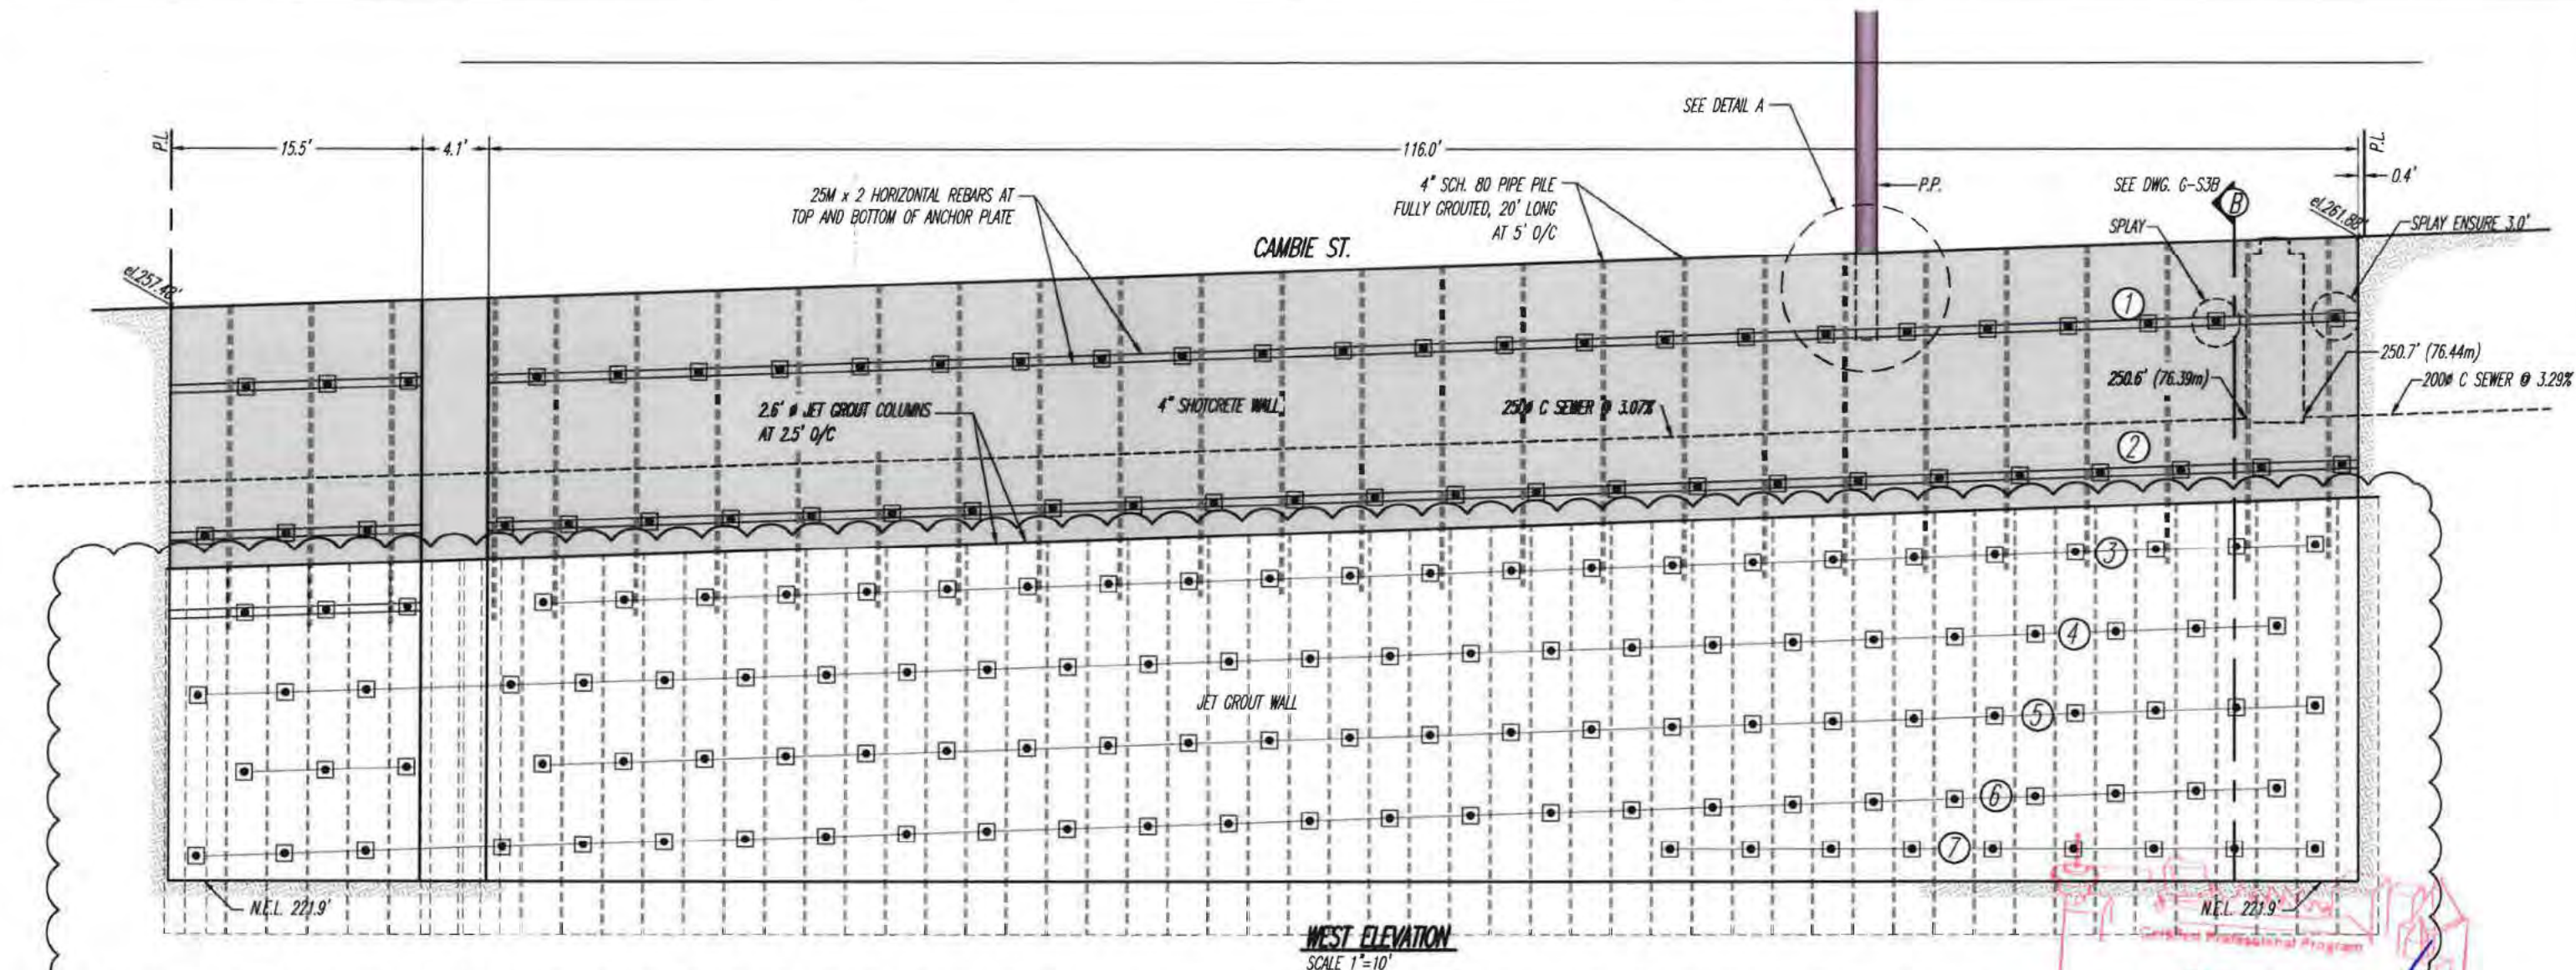 SEE DETAIL A
P.L.
15.5'
4.1'
116.0'
P.L.
0.4'
25M x 2 HORIZONTAL REBARS AT
TOP AND BOTTOM OF ANCHOR PLATE
4" SCH. 80 PIPE PILE
FULLY GROUTED, 20' LONG
AT 5' O/C
P.P.
SEE DWG. G-S3B
B
SPLAY
el.261.88'
SPLAY ENSURE 3.0'
CAMBIE ST.
el.257.48'
1
250.7' (76.44m)
250.6' (76.39m)
200ø C SEWER @ 3.29%
2.6' ø JET GROUT COLUMNS
AT 2.5' O/C
4" SHOTCRETE WALL
250ø C SEWER @ 3.07%
2
3
4
JET GROUT WALL
5
6
7
N.E.L. 221.9'
N.E.L. 221.9'
WEST ELEVATION
SCALE 1"=10'
Certified Professional Program